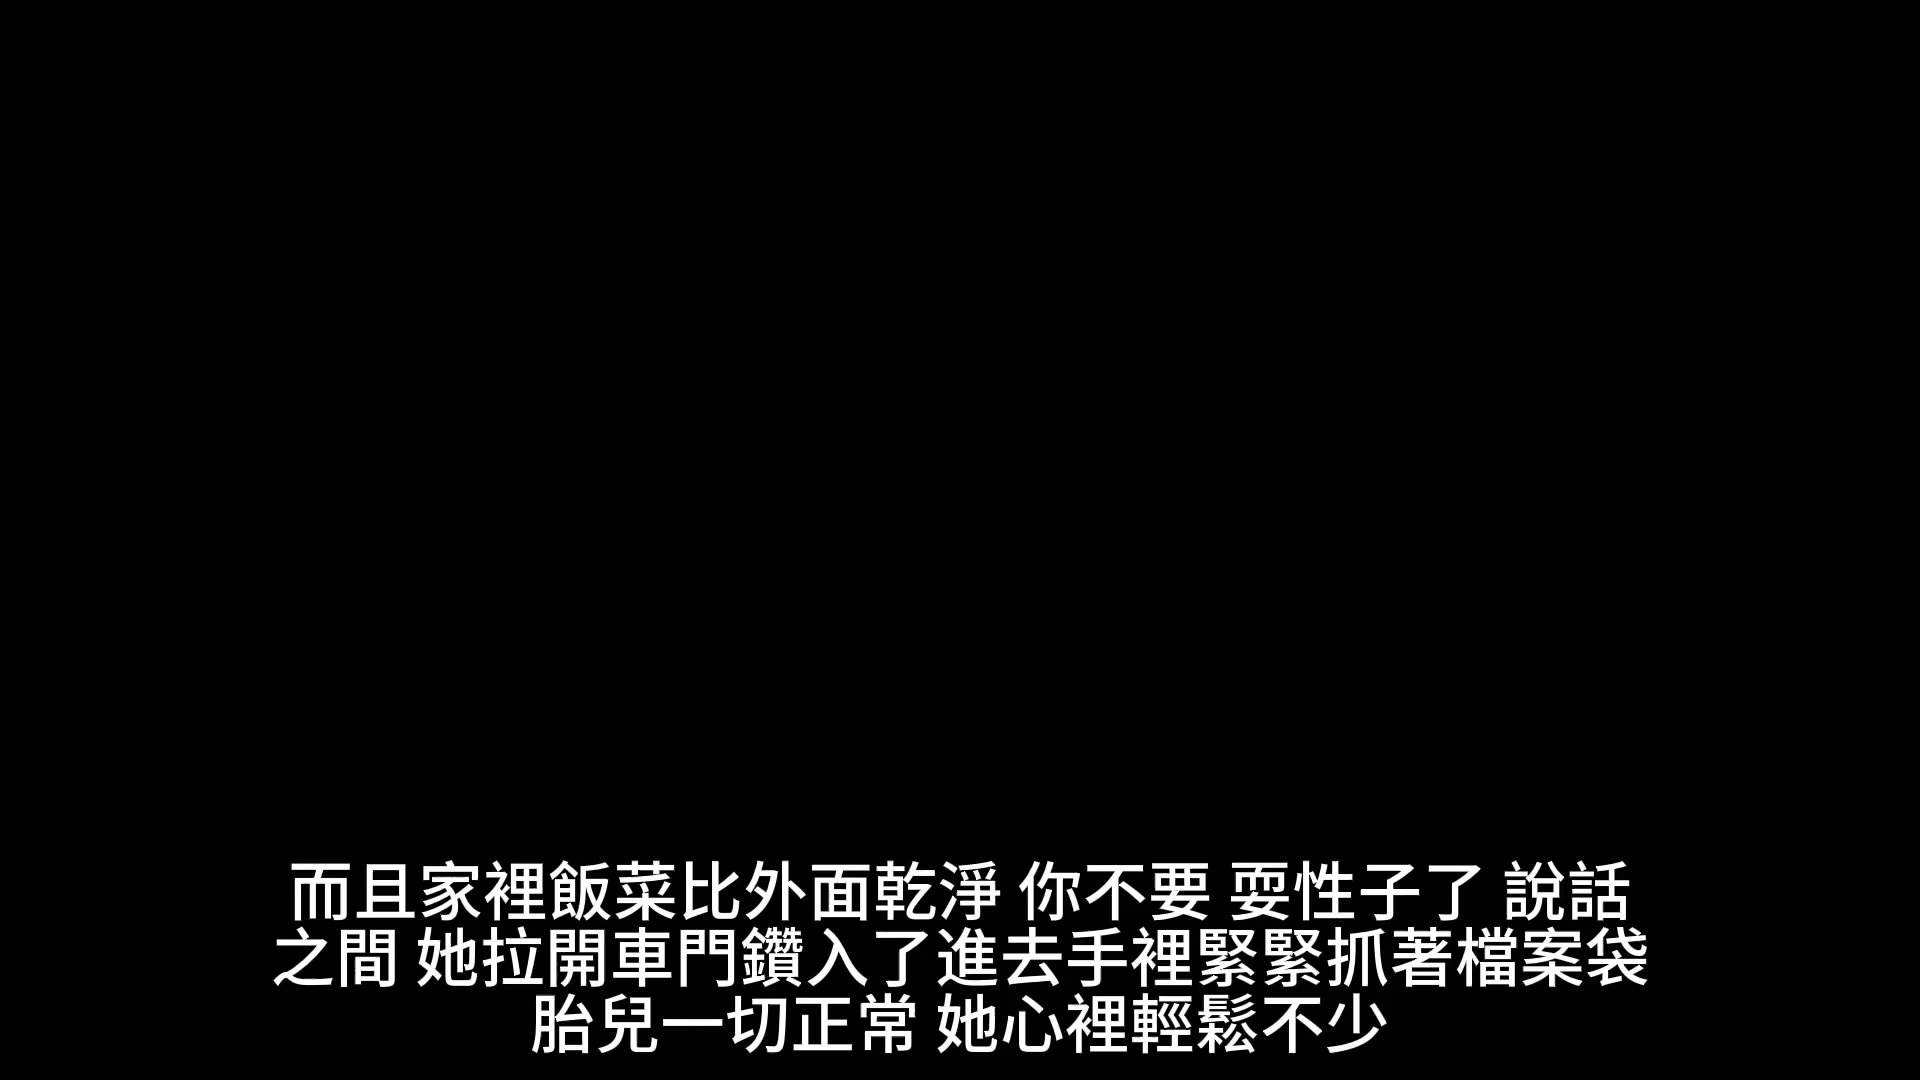 而且家裡飯菜比外面乾淨 你不要 耍性子了 說話
之間 她拉開車門鑽入了進去手裡緊緊抓著檔案袋
胎兒一切正常 她心裡輕鬆不少